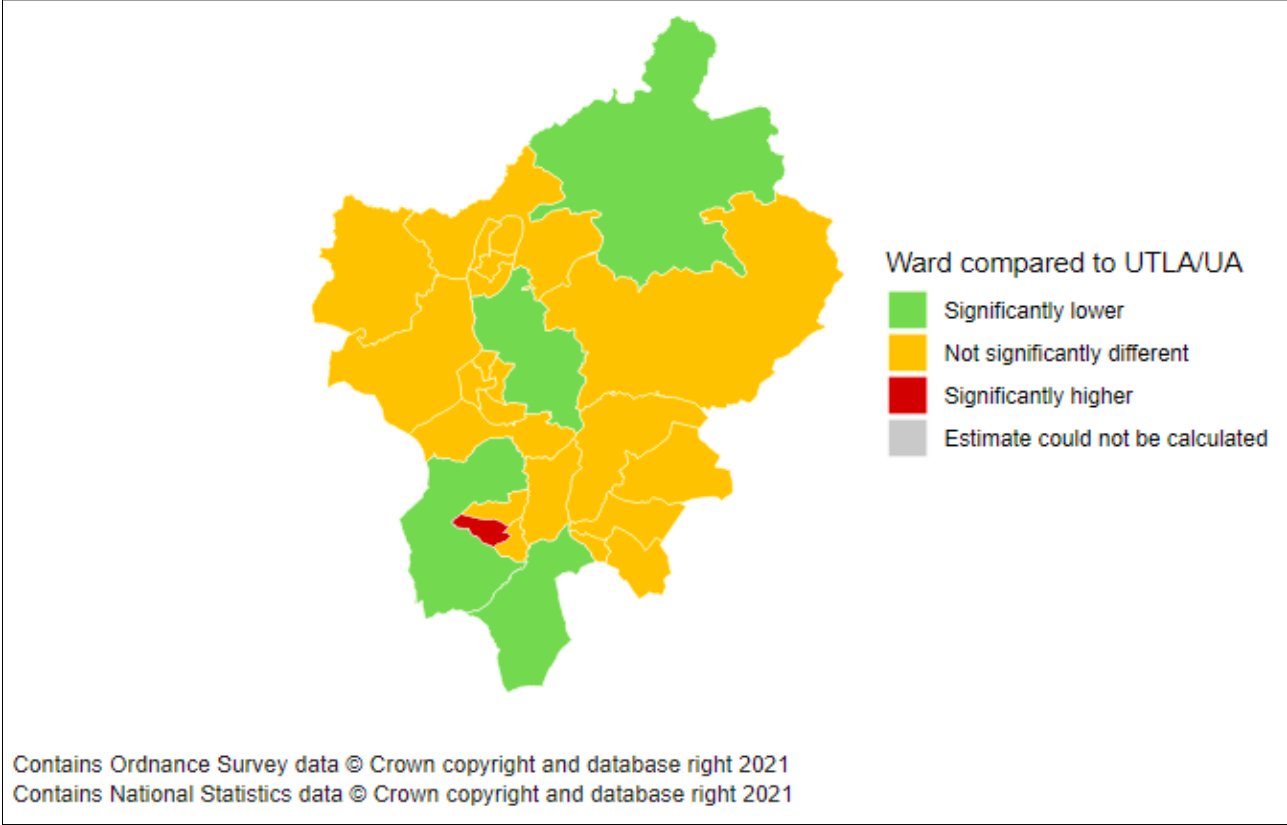 Ward compared to UTLA/UA
Significantly lower
Not significantly different
Significantly higher
Estimate could not be calculated
Contains Ordnance Survey data © Crown copyright and database right 2021
Contains National Statistics data © Crown copyright and database right 2021